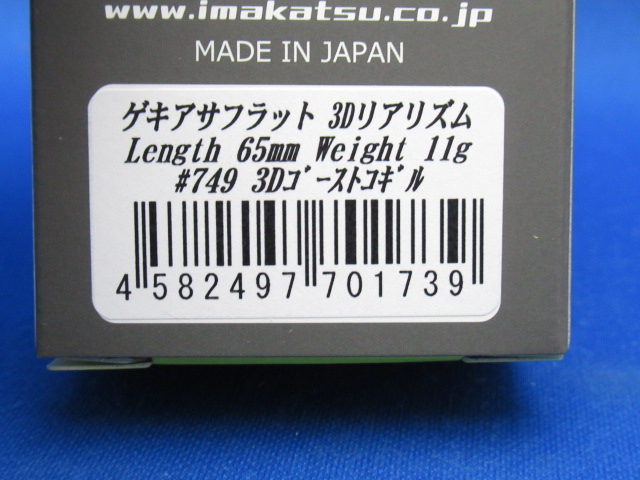 www.imakatsu.co.jp
MADE IN JAPAN
ゲキアサフラット 3Dリアリズム
Length 65mm Weight 11g
#749 3Dｺﾞｰｽﾄｺｷﾞﾙ
4 582497 701739